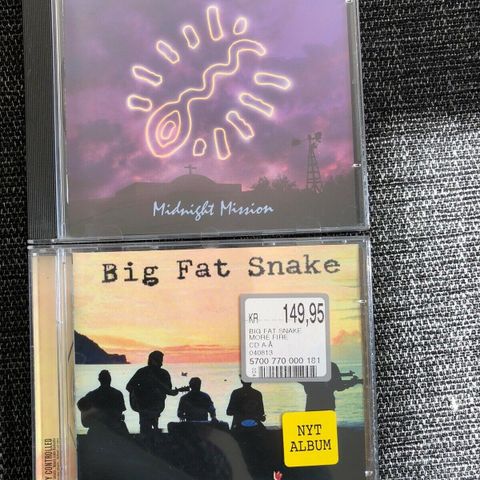 Midnight Mission
Big Fat Snake
KR 149,95
BIG FAT SNAKE
MORE FIRE
CD A-Å
040813
5700 770 000 181
NYT
ALBUM
CONTROLLED